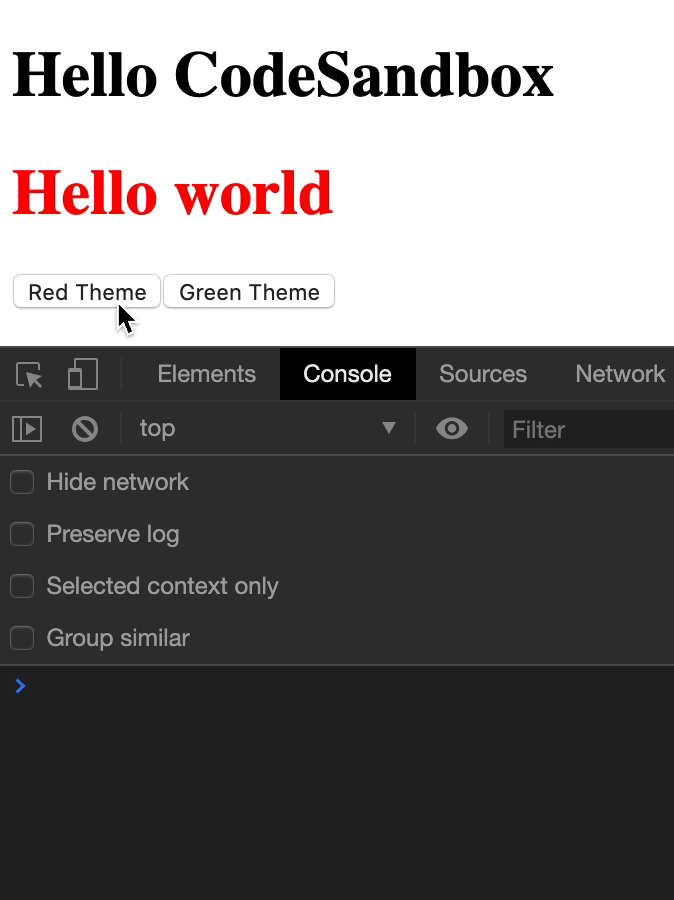 Hello CodeSandbox
Hello world
Red Theme Green Theme
Elements Console Sources Network
top Filter
Hide network
Preserve log
Selected context only
Group similar